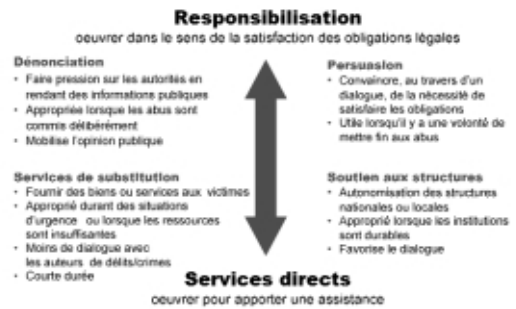 Responsibilisation
oeuvrer dans le sens de la satisfaction des obligations légales
Dénonciation
• Faire pression sur les autorités en
rendant des informations publiques
• Appropriée lorsque les abus sont
commis délibérément
• Mobilise l'opinion publique
Persuasion
• Convaincre, au travers d'un
dialogue, de la nécessité de
satisfaire les obligations
• Utile lorsqu'il y a une volonté de
mettre fin aux abus
Services de substitution
• Fournir des biens ou services aux victimes
• Approprié durant des situations
d'urgence ou lorsque les ressources
sont insuffisantes
• Moins de dialogue avec
les auteurs de délits/crimes
• Courte durée
Soutien aux structures
• Autonomisation des structures
nationales ou locales
• Approprié lorsque les institutions
sont durables
• Favorise le dialogue
Services directs
oeuvrer pour apporter une assistance